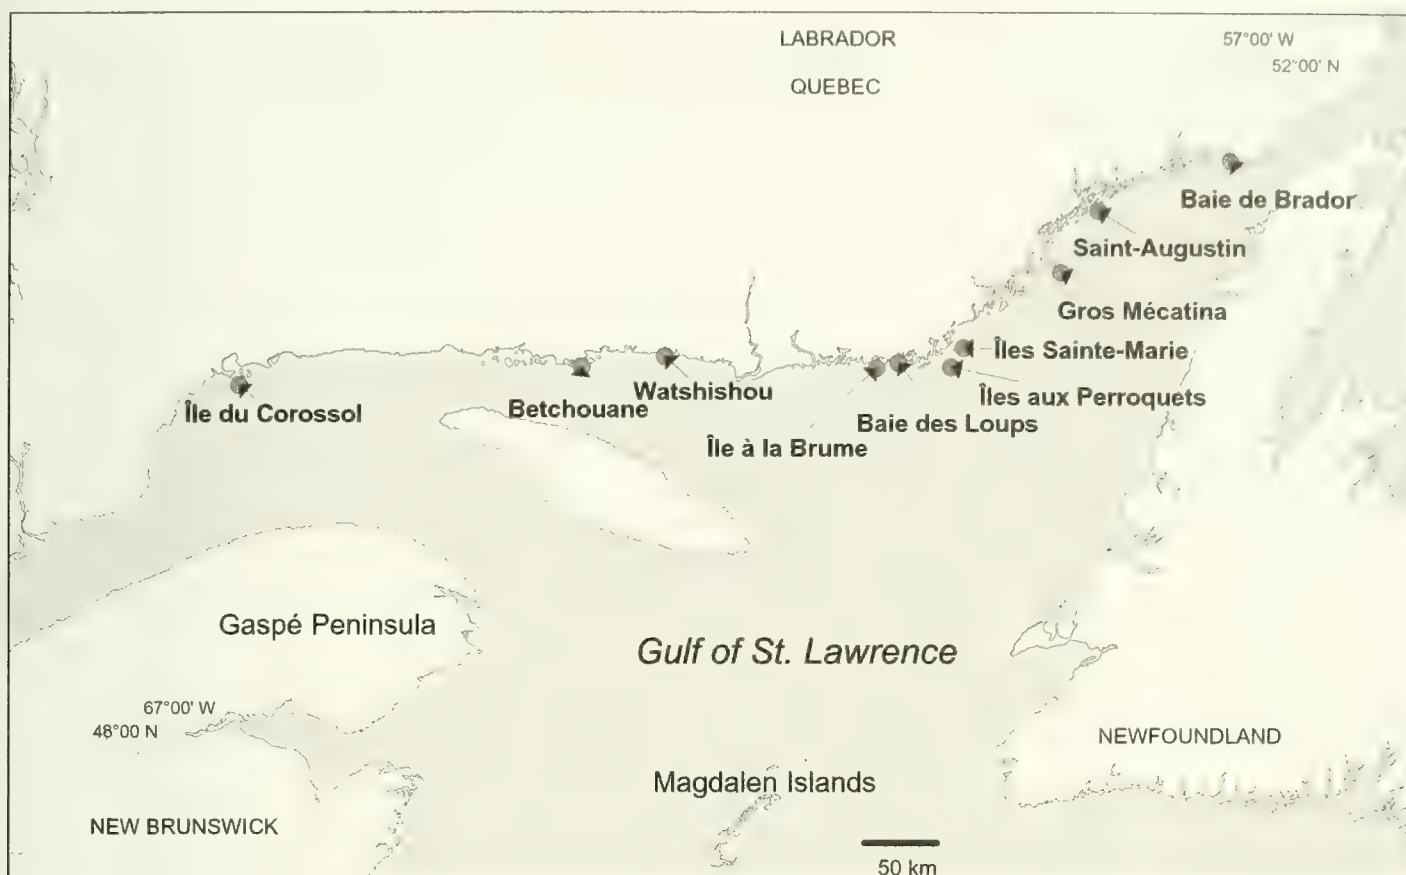 LABRADOR
57°00' W
52°00' N
QUEBEC
Baie de Brador
Saint-Augustin
Gros Mécatina
Îles Sainte-Marie
Watshishou
Îles aux Perroquets
Île du Corossol
Betchouane
Baie des Loups
Île à la Brume
Gaspé Peninsula
Gulf of St. Lawrence
67°00' W
48°00 N
NEWFOUNDLAND
Magdalen Islands
NEW BRUNSWICK
50 km